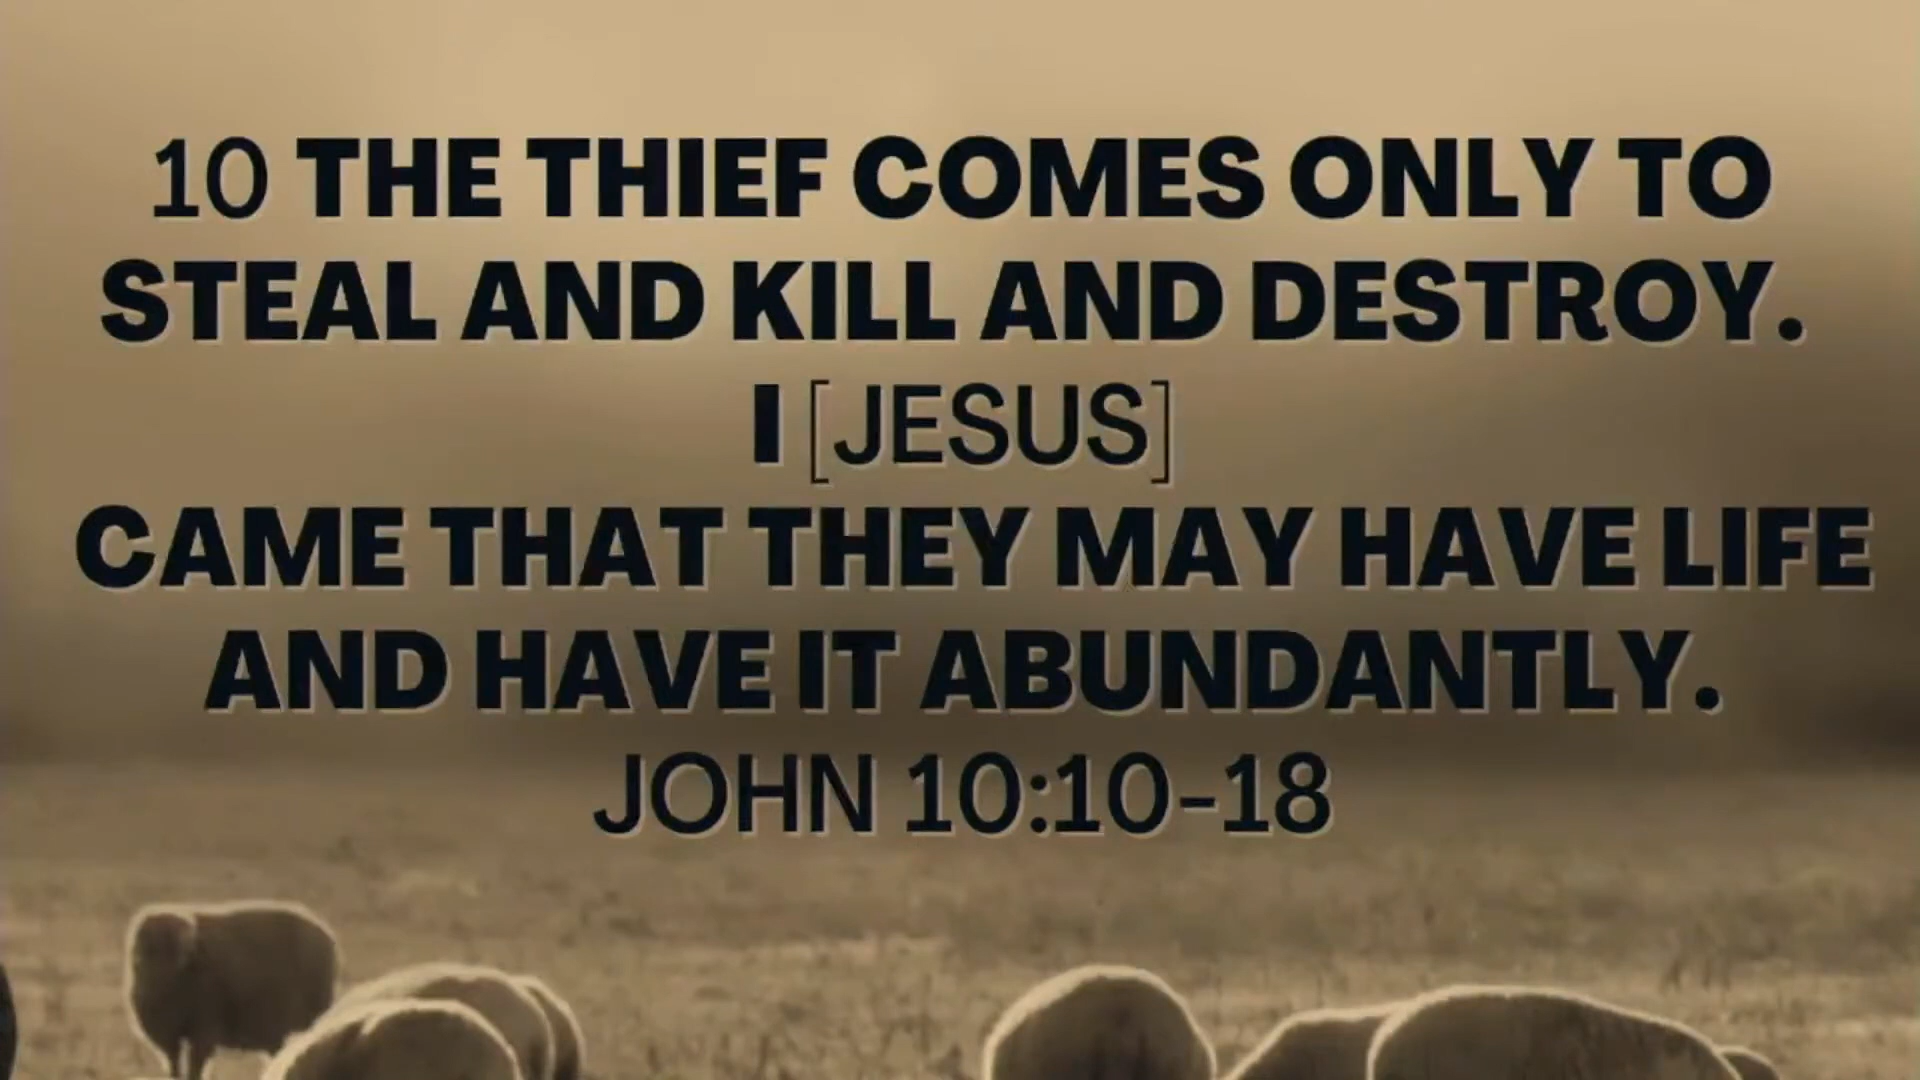 10 THE THIEF COMES ONLY TO
STEAL AND KILL AND DESTROY.
I [JESUS]
CAME THAT THEY MAY HAVE LIFE
AND HAVE IT ABUNDANTLY.
JOHN 10:10-18